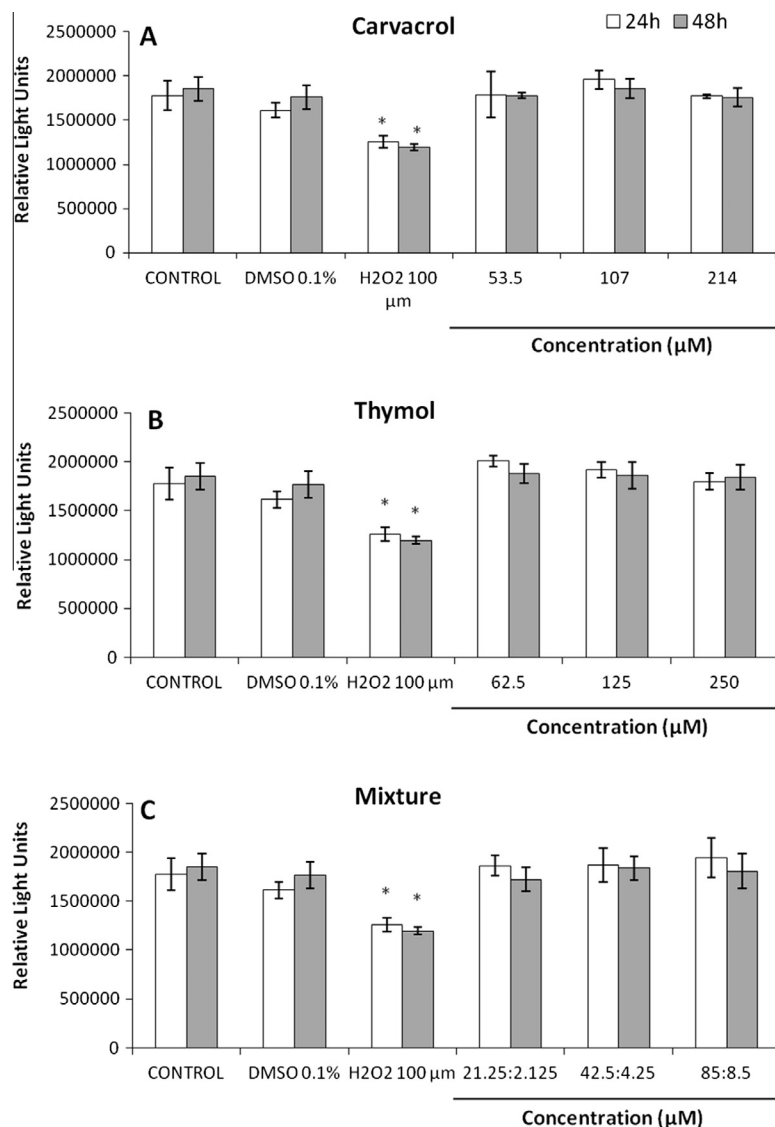 A
Carvacrol
24h 48h
Relative Light Units
2500000
2000000
1500000
1000000
500000
0
* *
CONTROL DMSO 0.1% H2O2 100 53.5 107 214
μm
Concentration (μM)
B
Thymol
Relative Light Units
2500000
2000000
1500000
1000000
500000
0
* *
CONTROL DMSO 0.1% H2O2 100 μm 62.5 125 250
Concentration (μM)
C
Mixture
Relative Light Units
2500000
2000000
1500000
1000000
500000
0
* *
CONTROL DMSO 0.1% H2O2 100 μm 21.25:2.125 42.5:4.25 85:8.5
Concentration (μM)